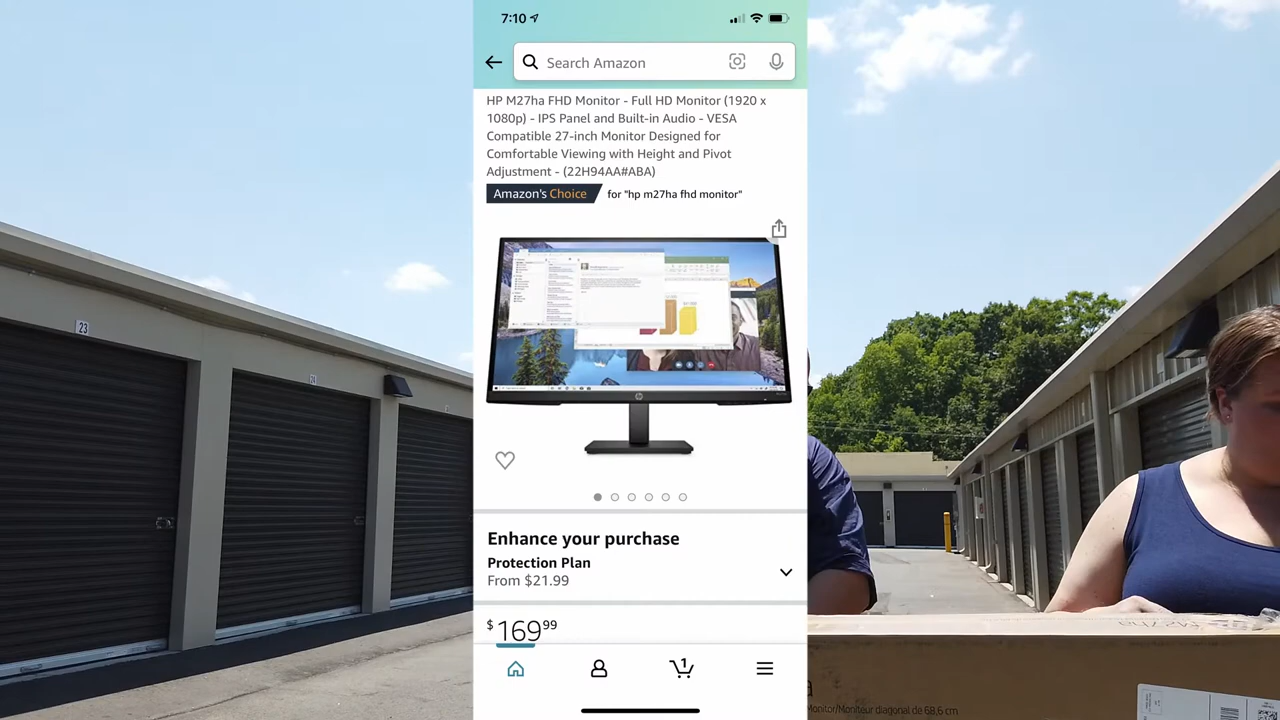 7:10
Search Amazon
HP M27ha FHD Monitor - Full HD Monitor (1920 x
1080p) - IPS Panel and Built-in Audio - VESA
Compatible 27-inch Monitor Designed for
Comfortable Viewing with Height and Pivot
Adjustment - (22H94AA#ABA)
Amazon's Choice for "hp m27ha fhd monitor"
hp
Enhance your purchase
Protection Plan
From $21.99
$169 99
1
23
24
Monitor/Moniteur diagonal de 68,6 cm